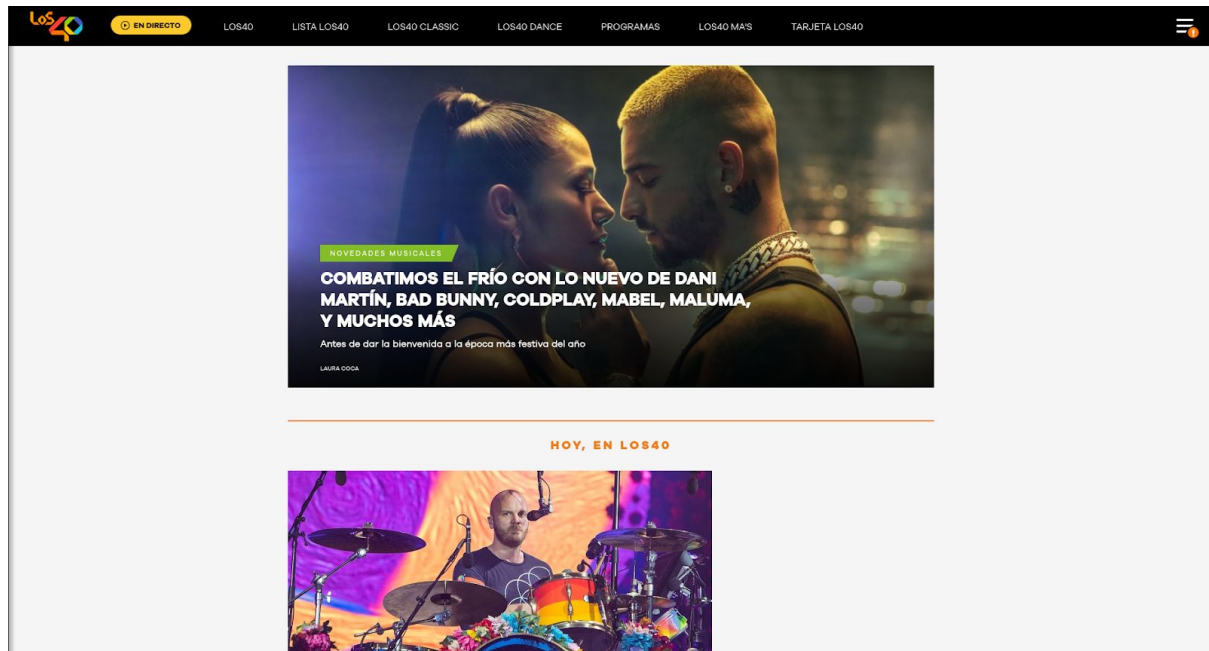 LOS40
EN DIRECTO
LOS40
LISTA LOS40
LOS40 CLASSIC
LOS40 DANCE
PROGRAMAS
LOS40 MA'S
TARJETA LOS40
NOVEDADES MUSICALES
COMBATIMOS EL FRÍO CON LO NUEVO DE DANI
MARTÍN, BAD BUNNY, COLDPLAY, MABEL, MALUMA,
Y MUCHOS MÁS
Antes de dar la bienvenida a la época más festiva del año
LAURA COCA
HOY, EN LOS40